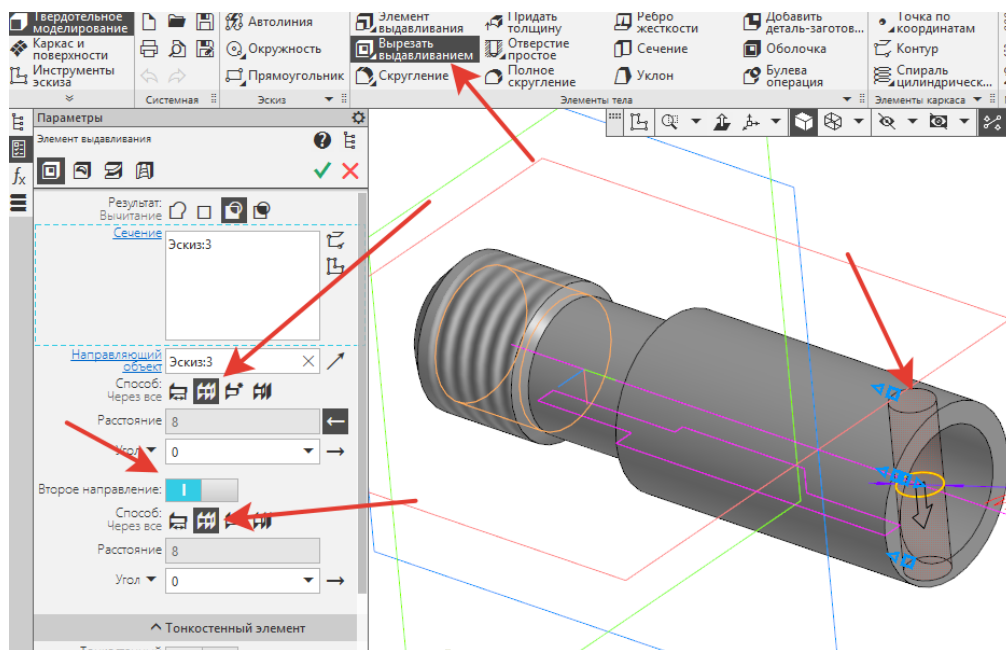 Твердотельное
моделирование
Каркас и
поверхности
Инструменты
эскиза
Системная
Автолиния
Окружность
Прямоугольник
Эскиз
Элемент
выдавливания
Вырезать
выдавливанием
Скругление
Придать
толщину
Отверстие
простое
Полное
скругление
Ребро
жесткости
Сечение
Уклон
Добавить
деталь-заготов...
Оболочка
Булева
операция
Элементы тела
Точка по
координатам
Контур
Спираль
цилиндрическ...
Элементы каркаса
Параметры
Элемент выдавливания
Результат:
Вычитание
Сечение
Эскиз:3
Направляющий
объект
Эскиз:3
Способ:
Через все
Расстояние
8
Угол
0
Второе направление:
Способ:
Через все
Расстояние
8
Угол
0
Тонкостенный элемент